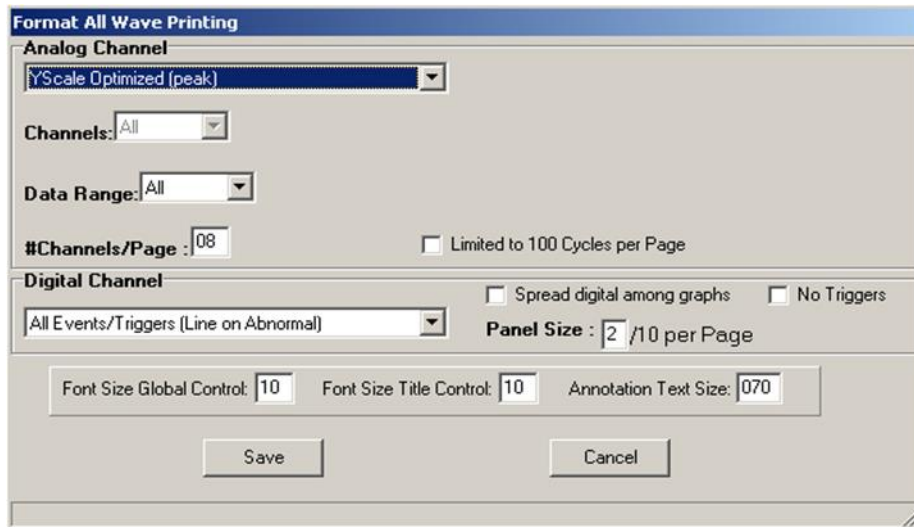 Format All Wave Printing
Analog Channel
YScale Optimized (peak)
Channels: All
Data Range: All
#Channels/Page : 08
Limited to 100 Cycles per Page
Digital Channel
Spread digital among graphs
No Triggers
All Events/Triggers (Line on Abnormal)
Panel Size : 2 /10 per Page
Font Size Global Control: 10 Font Size Title Control: 10 Annotation Text Size: 070
Save Cancel